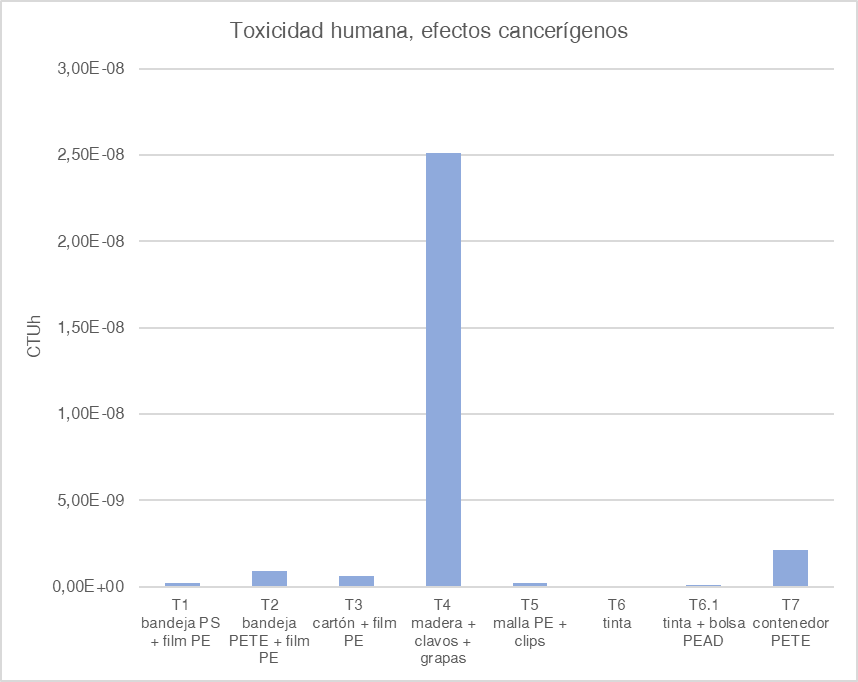 Toxicidad humana, efectos cancerígenos
3,00E-08
2,50E-08
2,00E-08
1,50E-08
1,00E-08
5,00E-09
0,00E+00
CTUh
T1
bandeja PS
+ film PE
T2
bandeja
PETE + film
PE
T3
cartón + film
PE
T4
madera +
clavos +
grapas
T5
malla PE +
clips
T6
tinta
T6.1
tinta + bolsa
PEAD
T7
contenedor
PETE